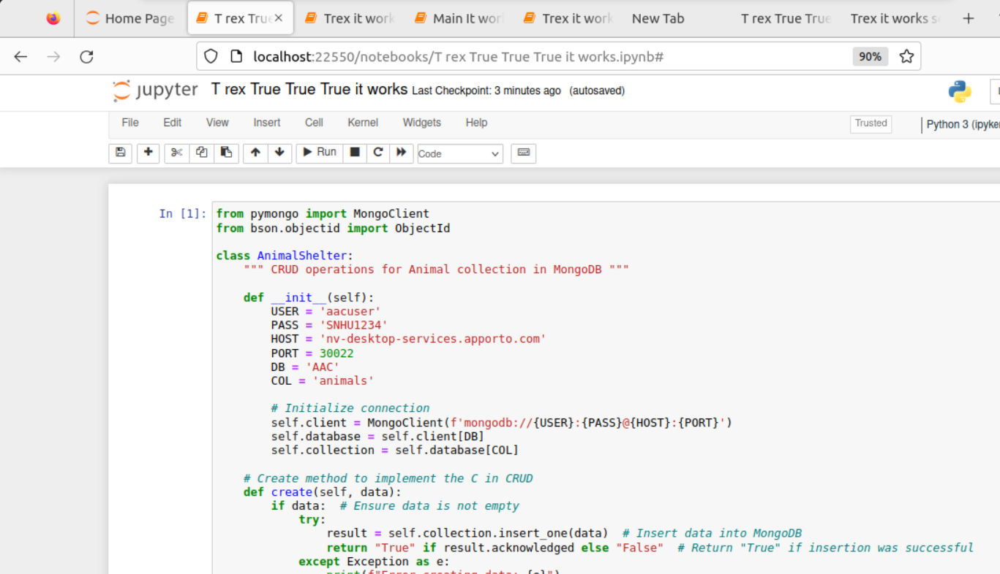 Home Page T rex True Trex it work Main It wor Trex it work New Tab T rex True True Trex it works s
localhost:22550/notebooks/T rex True True True it works.ipynb# 90%
jupyter T rex True True True it works Last Checkpoint: 3 minutes ago (autosaved)
File Edit View Insert Cell Kernel Widgets Help Trusted Python 3 (ipyker
Run Code
In [1]: from pymongo import MongoClient
from bson.objectid import ObjectId
class AnimalShelter:
""" CRUD operations for Animal collection in MongoDB """
def __init__(self):
USER = 'aacuser'
PASS = 'SNHU1234'
HOST = 'nv-desktop-services.apporto.com'
PORT = 30022
DB = 'AAC'
COL = 'animals'
# Initialize connection
self.client = MongoClient(f'mongodb://{USER}:{PASS}@{HOST}:{PORT}')
self.database = self.client[DB]
self.collection = self.database[COL]
# Create method to implement the C in CRUD
def create(self, data):
if data: # Ensure data is not empty
try:
result = self.collection.insert_one(data) # Insert data into MongoDB
return "True" if result.acknowledged else "False" # Return "True" if insertion was successful
except Exception as e:
print(f"Error creating data: {e}")